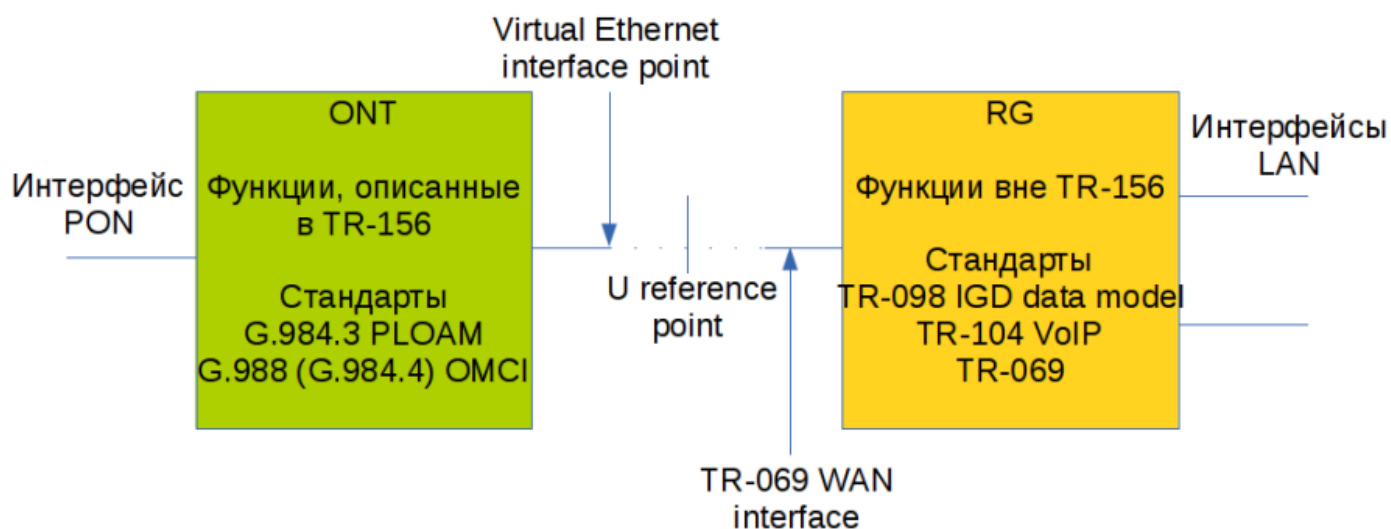 Virtual Ethernet
interface point
ONT
RG
Интерфейс
PON
Функции, описанные
в TR-156
Функции вне TR-156
Интерфейсы
LAN
Стандарты
G.984.3 PLOAM
G.988 (G.984.4) OMCI
U reference
point
Стандарты
TR-098 IGD data model
TR-104 VoIP
TR-069
TR-069 WAN
interface